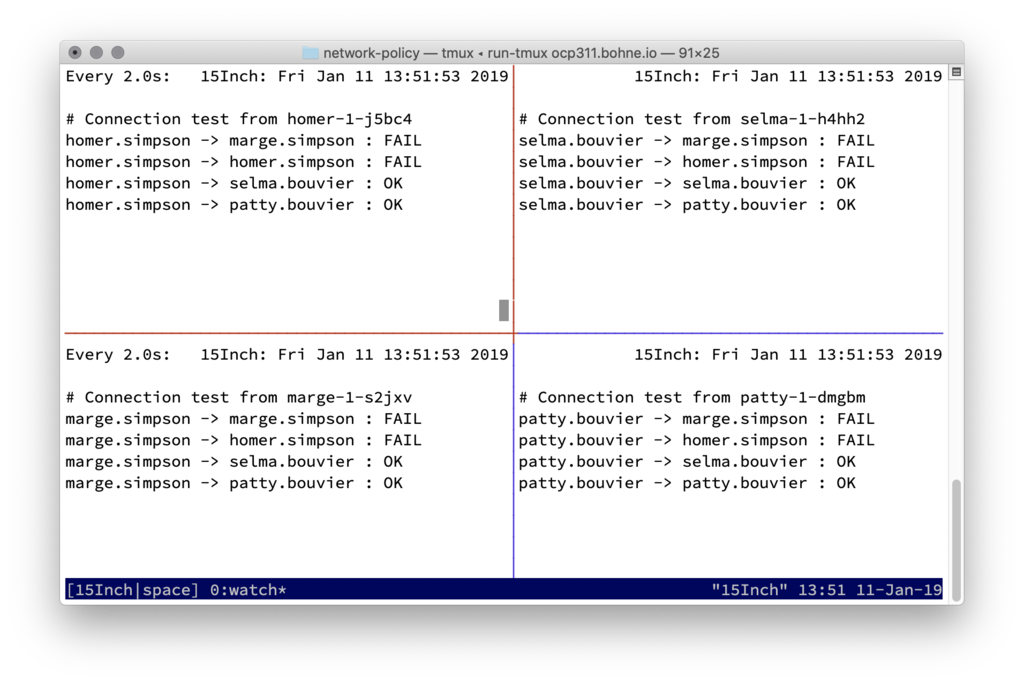 network-policy — tmux ◂ run-tmux ocp311.bohne.io — 91×25
Every 2.0s:   15Inch: Fri Jan 11 13:51:53 2019
# Connection test from homer-1-j5bc4
homer.simpson -> marge.simpson : FAIL
homer.simpson -> homer.simpson : FAIL
homer.simpson -> selma.bouvier : OK
homer.simpson -> patty.bouvier : OK
15Inch: Fri Jan 11 13:51:53 2019
# Connection test from selma-1-h4hh2
selma.bouvier -> marge.simpson : FAIL
selma.bouvier -> homer.simpson : FAIL
selma.bouvier -> selma.bouvier : OK
selma.bouvier -> patty.bouvier : OK
Every 2.0s:   15Inch: Fri Jan 11 13:51:53 2019
# Connection test from marge-1-s2jxv
marge.simpson -> marge.simpson : FAIL
marge.simpson -> homer.simpson : FAIL
marge.simpson -> selma.bouvier : OK
marge.simpson -> patty.bouvier : OK
15Inch: Fri Jan 11 13:51:53 2019
# Connection test from patty-1-dmgbm
patty.bouvier -> marge.simpson : FAIL
patty.bouvier -> homer.simpson : FAIL
patty.bouvier -> selma.bouvier : OK
patty.bouvier -> patty.bouvier : OK
[15Inch|space] 0:watch* "15Inch" 13:51 11-Jan-19